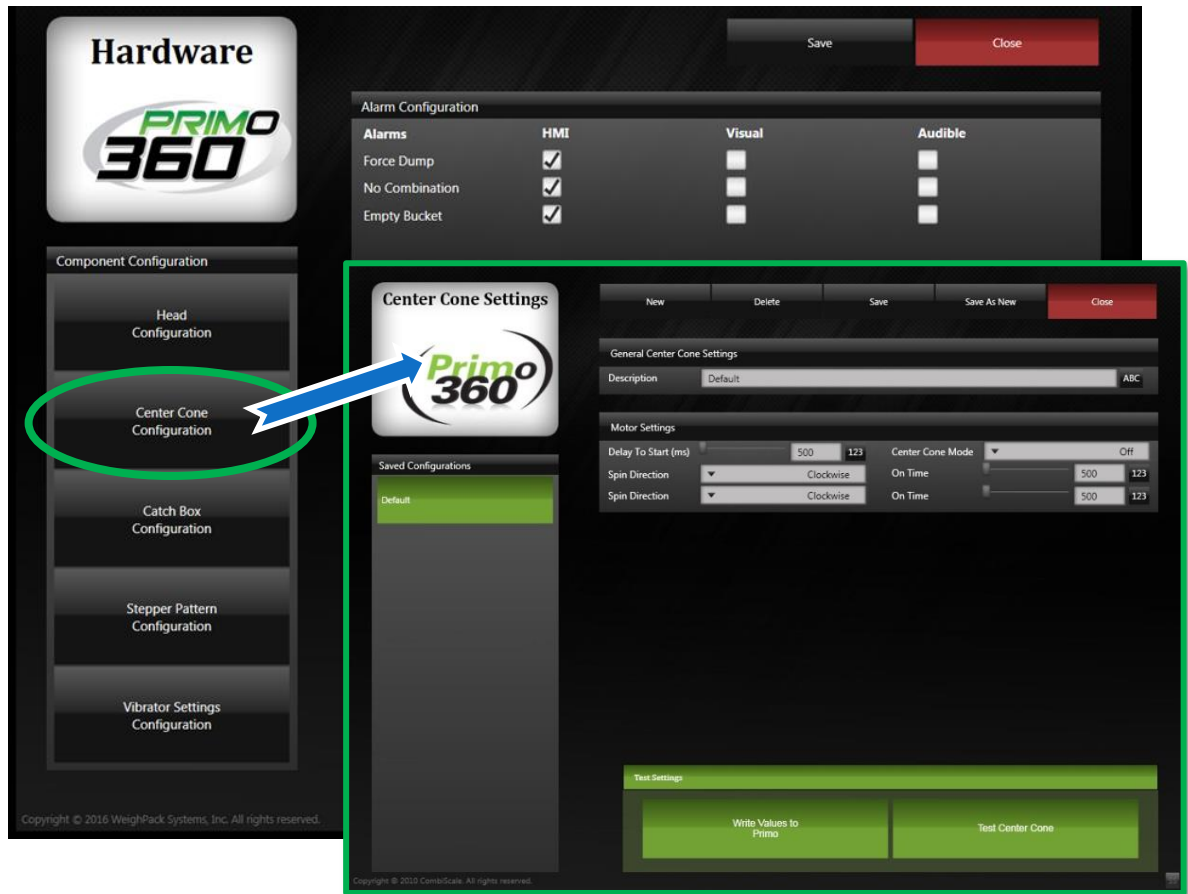 Hardware
PRIMO
360
Save
Close
Alarm Configuration
Alarms HMI Visual Audible
Force Dump
No Combination
Empty Bucket
Component Configuration
Head
Configuration
Center Cone
Configuration
Catch Box
Configuration
Stepper Pattern
Configuration
Vibrator Settings
Configuration
Copyright © 2016 WeighPack Systems, Inc. All rights reserved.
Center Cone Settings
Primo
360
New Delete Save Save As New Close
General Center Cone Settings
Description Default ABC
Motor Settings
Delay To Start (ms) 500 123 Center Cone Mode Off
Spin Direction Clockwise On Time 500 123
Spin Direction Clockwise On Time 500 123
Saved Configurations
Default
Test Settings
Write Values to
Primo
Test Center Cone
Copyright © 2010 CombiScale. All rights reserved.